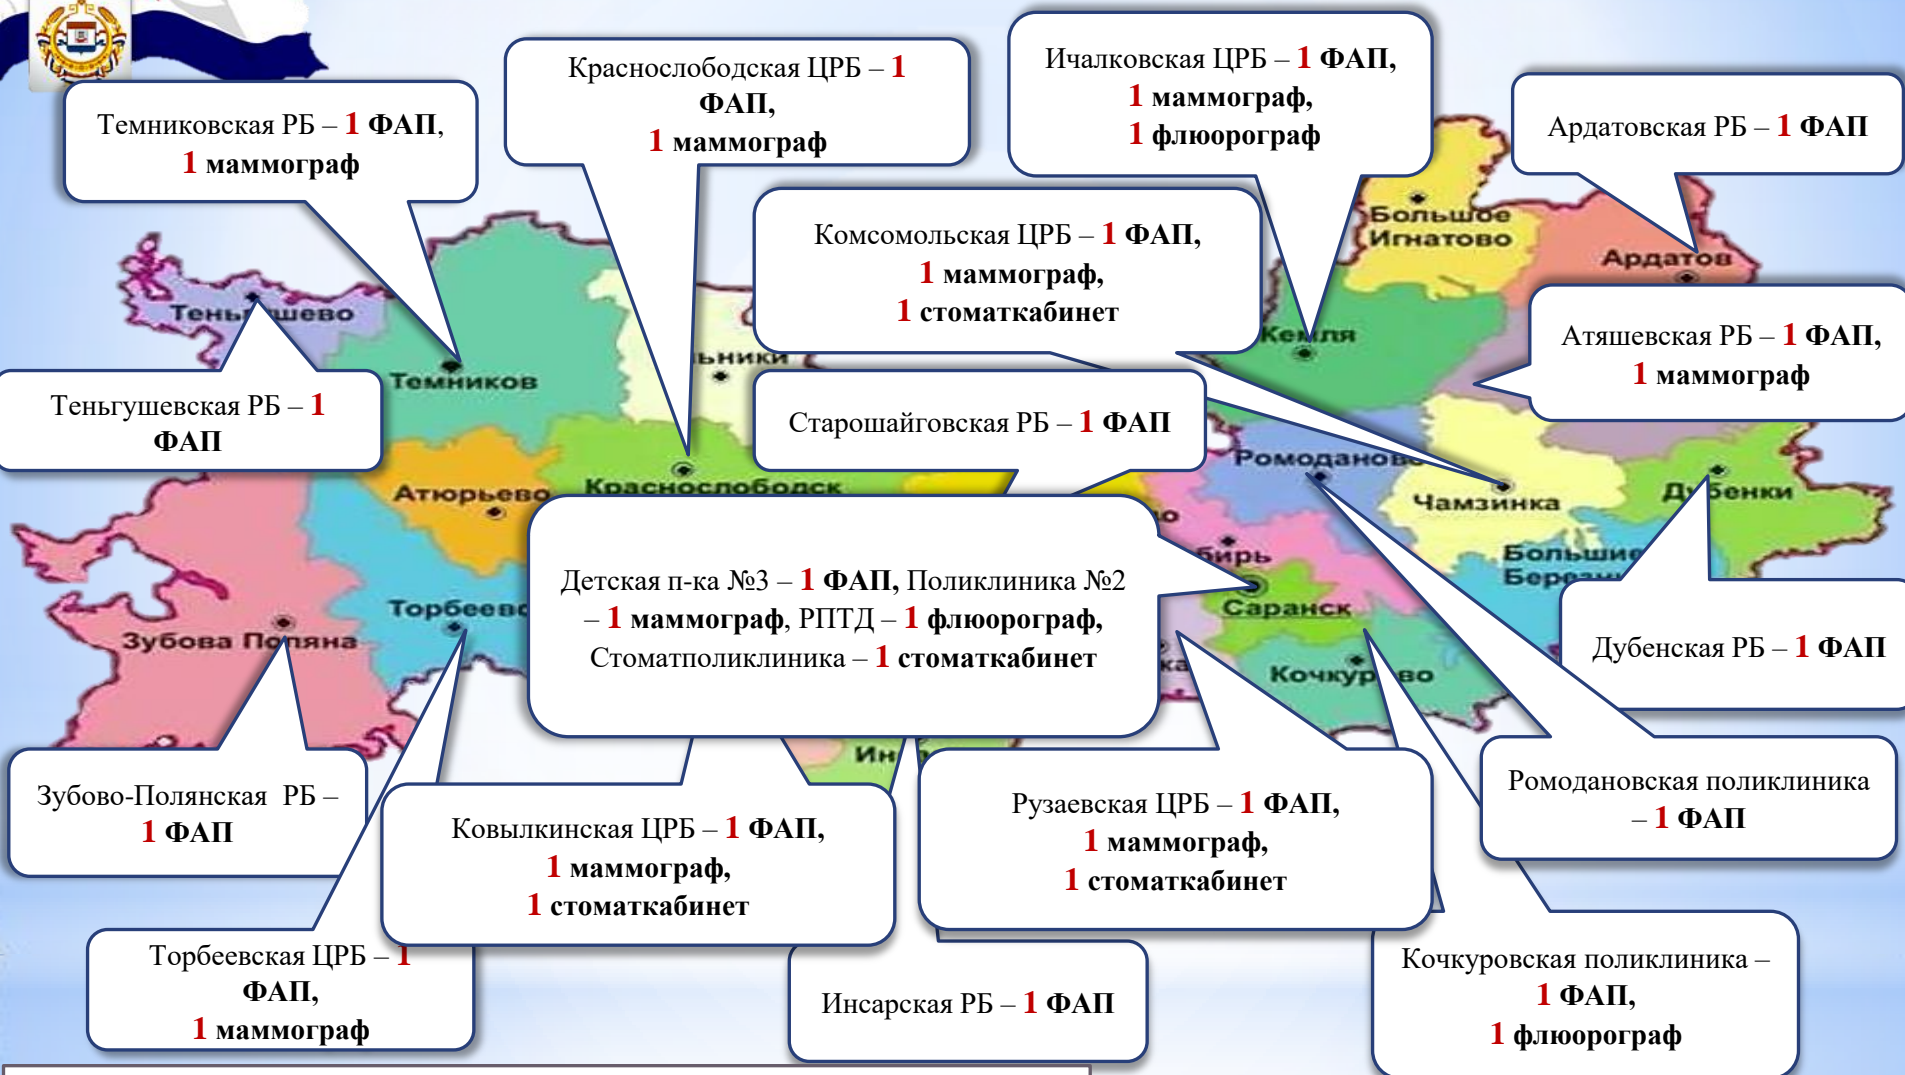 Краснослободская ЦРБ – 1
ФАП,
1 маммограф
Ичалковская ЦРБ – 1 ФАП,
1 маммограф,
1 флюорограф
Темниковская РБ – 1 ФАП,
1 маммограф
Ардатовская РБ – 1 ФАП
Комсомольская ЦРБ – 1 ФАП,
1 маммограф,
1 стоматкабинет
Большое
Игнатово
Ардатов
Теньгушевская РБ – 1
ФАП
Темников
Кемля
Атяшевская РБ – 1 ФАП,
1 маммограф
Старошайговская РБ – 1 ФАП
Атюрьево
Краснослободск
Ромоданово
Чамзинка
Дубенки
Детская п-ка №3 – 1 ФАП, Поликлиника №2
– 1 маммограф, РПТД – 1 флюорограф,
Стоматполиклиника – 1 стоматкабинет
Большие
Саранск
Зубова Поляна
Кочкурово
Дубенская РБ – 1 ФАП
Зубово-Полянская РБ –
1 ФАП
Ковылкинская ЦРБ – 1 ФАП,
1 маммограф,
1 стоматкабинет
Рузаевская ЦРБ – 1 ФАП,
1 маммограф,
1 стоматкабинет
Ромодановская поликлиника
– 1 ФАП
Торбеевская ЦРБ – 1
ФАП,
1 маммограф
Инсарская РБ – 1 ФАП
Кочкуровская поликлиника –
1 ФАП,
1 флюорограф